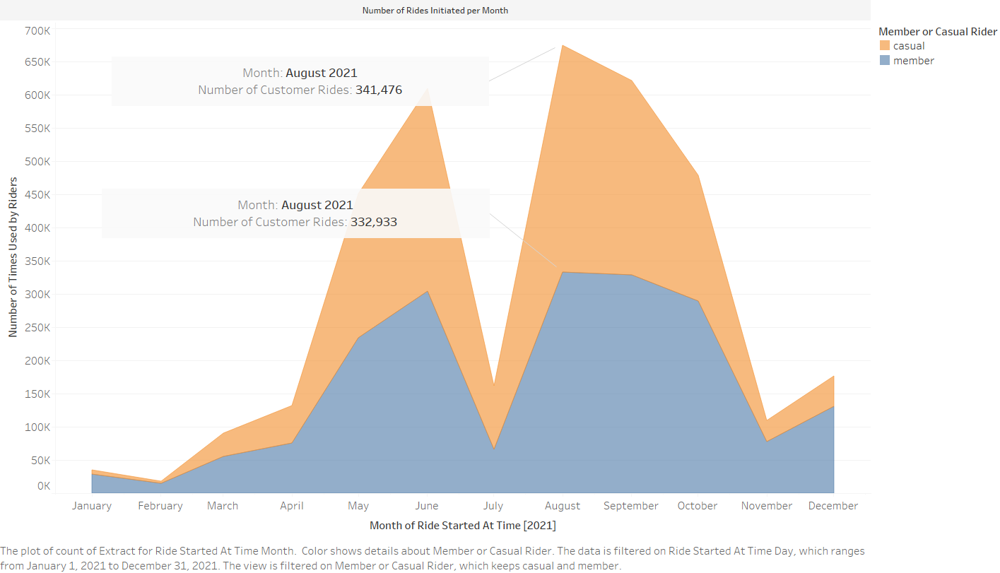 Number of Rides Initiated per Month
Member or Casual Rider
casual
member
700K
650K
600K
550K
500K
450K
400K
350K
300K
250K
200K
150K
100K
50K
0K
Number of Times Used by Riders
Month: August 2021
Number of Customer Rides: 341,476
Month: August 2021
Number of Customer Rides: 332,933
January February March April May June July August September October November December
Month of Ride Started At Time [2021]
The plot of count of Extract for Ride Started At Time Month.  Color shows details about Member or Casual Rider. The data is filtered on Ride Started At Time Day, which ranges
from January 1, 2021 to December 31, 2021. The view is filtered on Member or Casual Rider, which keeps casual and member.